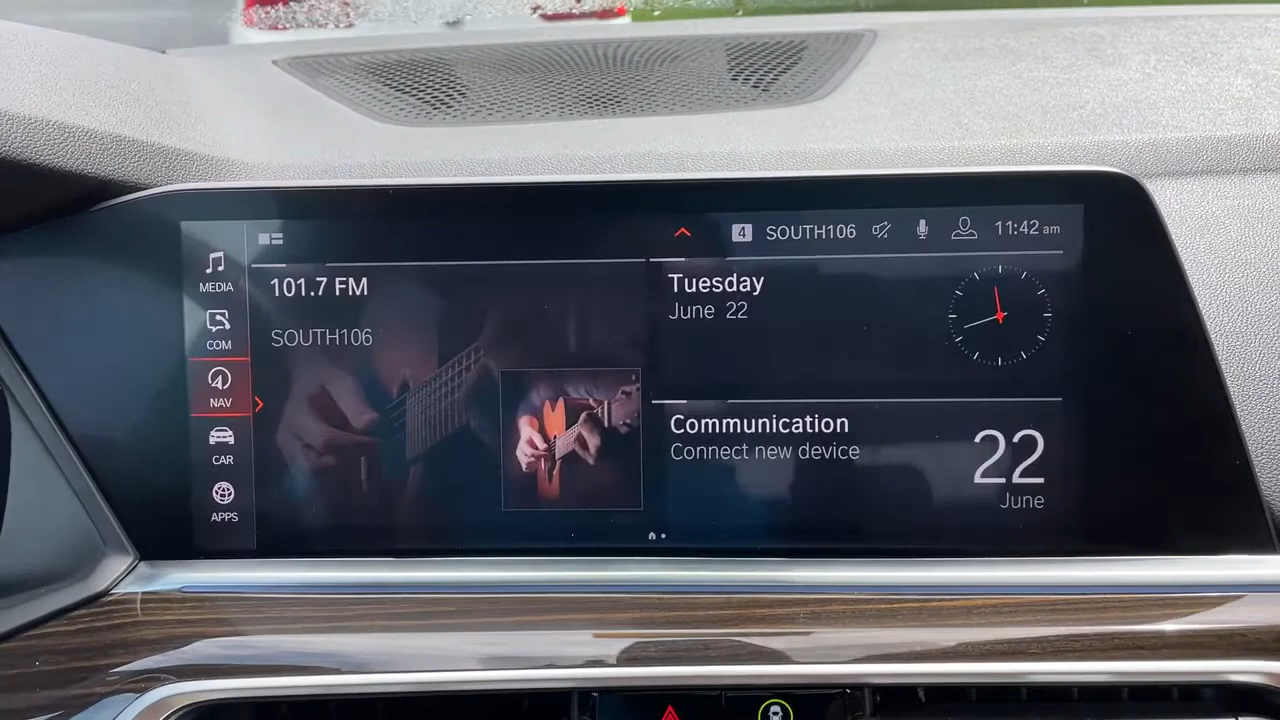 MEDIA
COM
NAV
CAR
APPS
4 SOUTH106 11:42 am
101.7 FM
SOUTH106
Tuesday
June 22
Communication
Connect new device
22
June